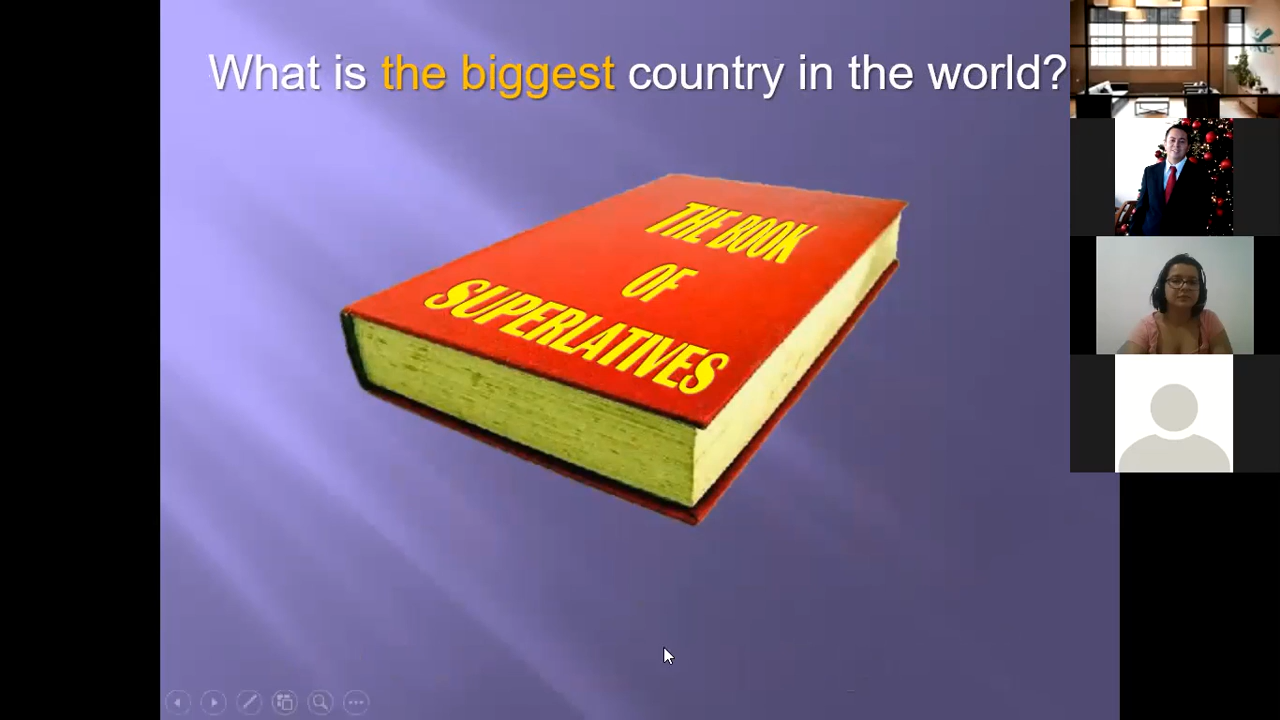 What is the biggest country in the world?
THE BOOK
OF
SUPERLATIVES